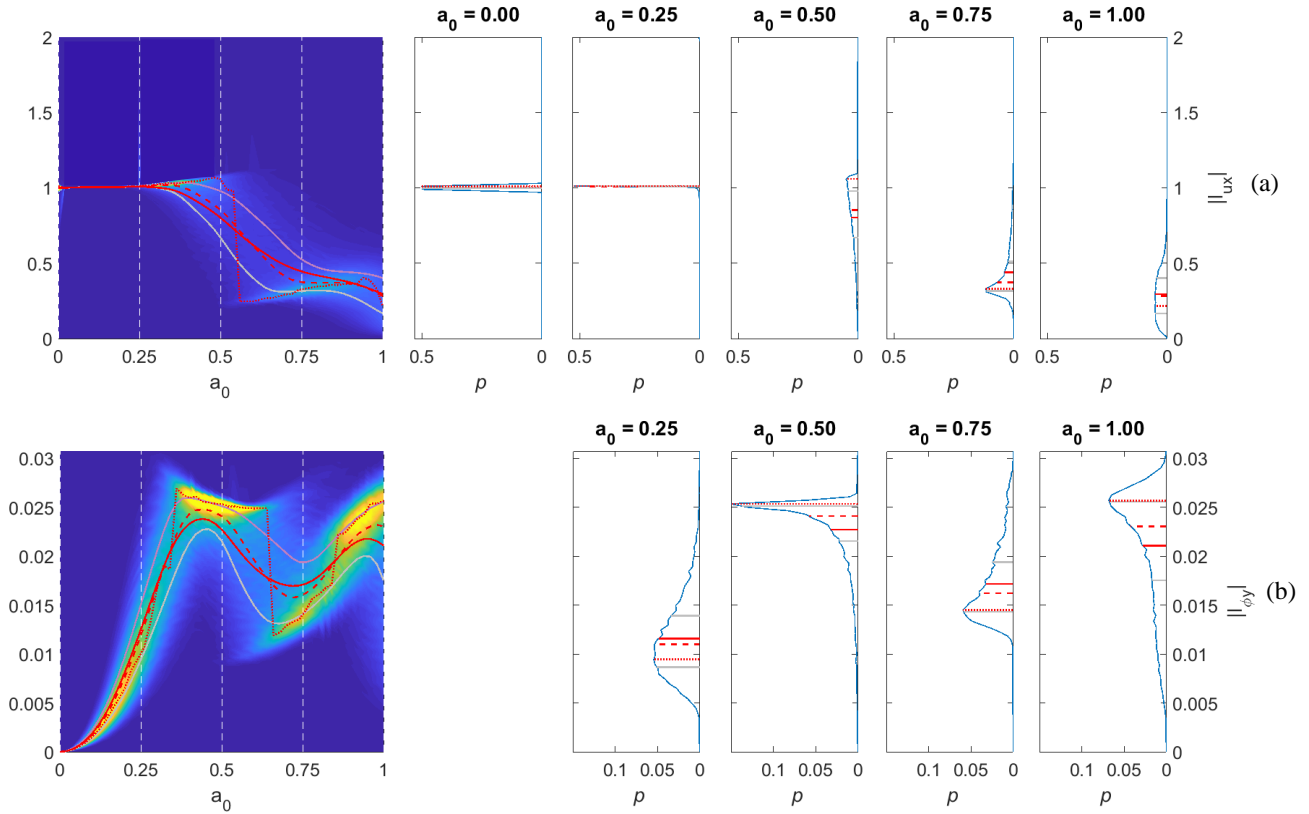 a0 = 0.00 a0 = 0.25 a0 = 0.50 a0 = 0.75 a0 = 1.00
2 2
1.5 1.5
1 1
0.5 0.5
0 0
||Iux| (a)
0 0.25 0.5 0.75 1 0.5 0 0.5 0 0.5 0 0.5 0 0.5 0
a0 p p p p p
a0 = 0.25 a0 = 0.50 a0 = 0.75 a0 = 1.00
0.03 0.03
0.025 0.025
0.02 0.02
0.015 0.015
0.01 0.01
0.005 0.005
0 0
||Iϕy| (b)
0 0.25 0.5 0.75 1 0.1 0.05 0 0.1 0.05 0 0.1 0.05 0 0.1 0.05 0
a0 p p p p